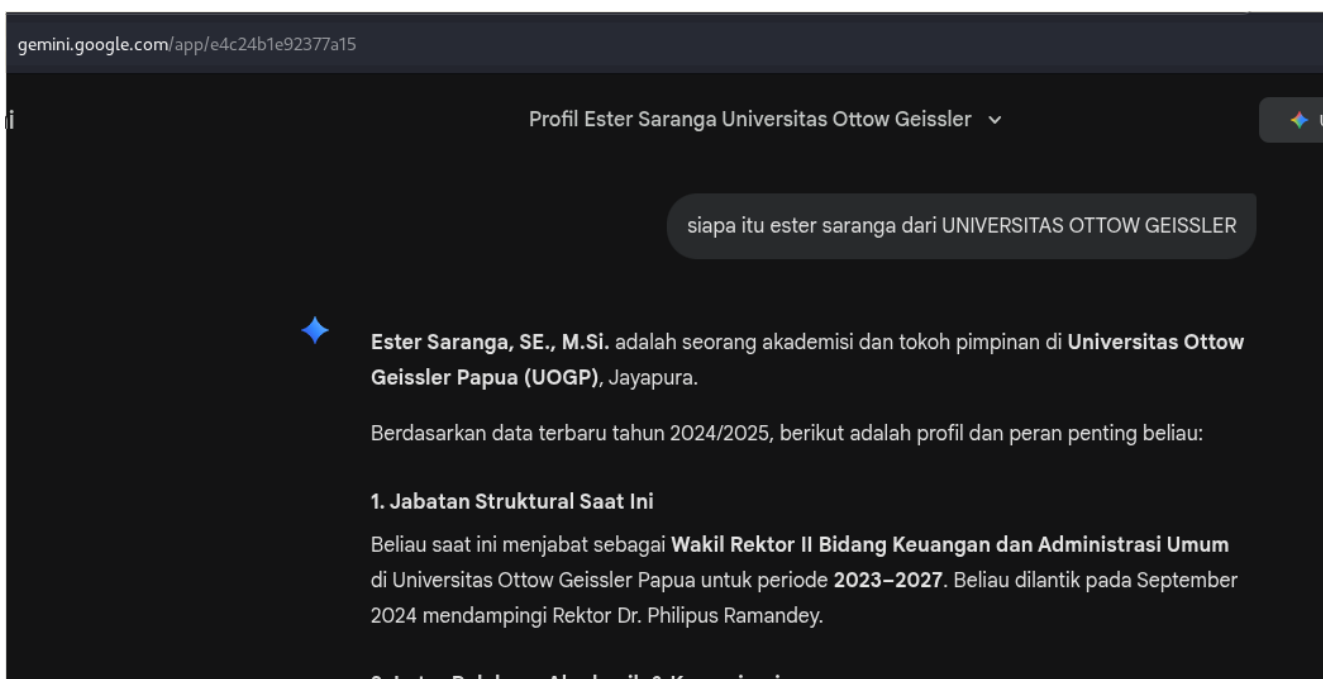 gemini.google.com/app/e4c24b1e92377a15
Profil Ester Saranga Universitas Ottow Geissler
siapa itu ester saranga dari UNIVERSITAS OTTOW GEISSLER
Ester Saranga, SE., M.Si. adalah seorang akademisi dan tokoh pimpinan di Universitas Ottow
Geissler Papua (UOGP), Jayapura.
Berdasarkan data terbaru tahun 2024/2025, berikut adalah profil dan peran penting beliau:
1. Jabatan Struktural Saat Ini
Beliau saat ini menjabat sebagai Wakil Rektor II Bidang Keuangan dan Administrasi Umum
di Universitas Ottow Geissler Papua untuk periode 2023–2027. Beliau dilantik pada September
2024 mendampingi Rektor Dr. Philipus Ramandey.